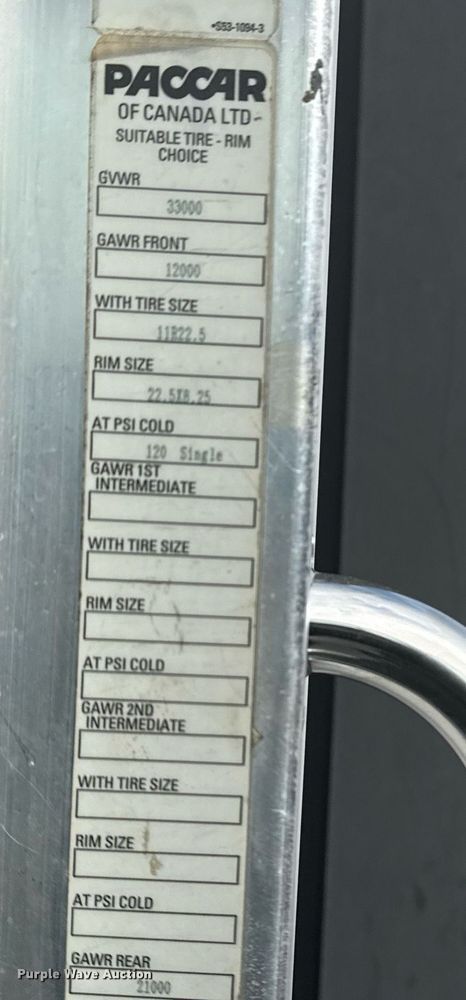 •S53-1094-3
PACCAR
OF CANADA LTD-
SUITABLE TIRE - RIM
CHOICE
GVWR
33000
GAWR FRONT
12000
WITH TIRE SIZE
11R22.5
RIM SIZE
22.5X8.25
AT PSI COLD
120 Single
GAWR 1ST
INTERMEDIATE
WITH TIRE SIZE
RIM SIZE
AT PSI COLD
GAWR 2ND
INTERMEDIATE
WITH TIRE SIZE
RIM SIZE
AT PSI COLD
GAWR REAR
21000
Purple Wave Auction